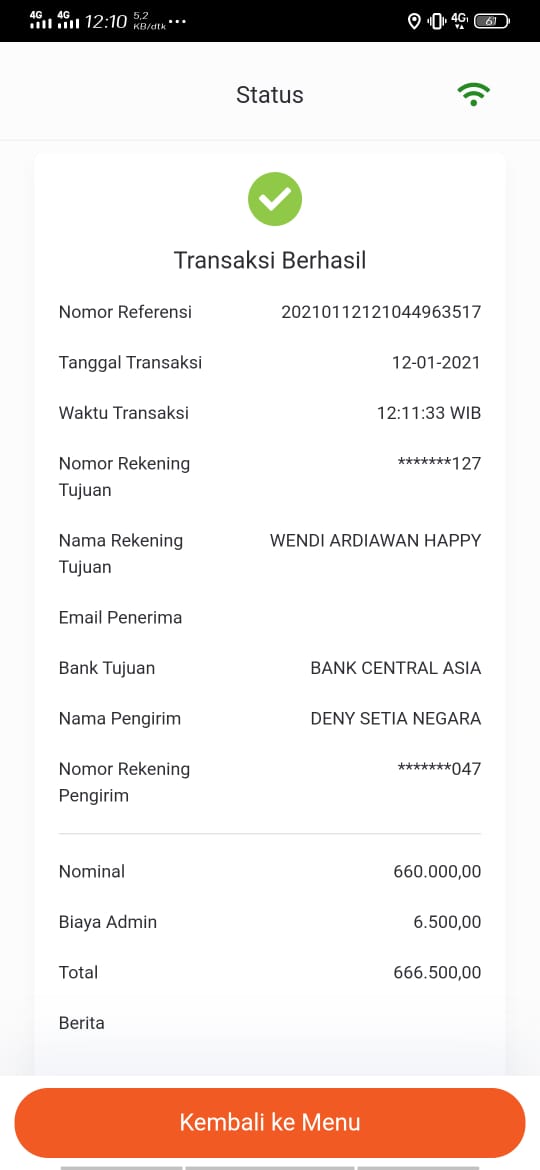 4G 4G 12:10 5,2 KB/dtk ••• 4G 61
Status
Transaksi Berhasil
Nomor Referensi 20210112121044963517
Tanggal Transaksi 12-01-2021
Waktu Transaksi 12:11:33 WIB
Nomor Rekening *******127
Tujuan
Nama Rekening WENDI ARDIAWAN HAPPY
Tujuan
Email Penerima
Bank Tujuan BANK CENTRAL ASIA
Nama Pengirim DENY SETIA NEGARA
Nomor Rekening *******047
Pengirim
Nominal 660.000,00
Biaya Admin 6.500,00
Total 666.500,00
Berita
Kembali ke Menu